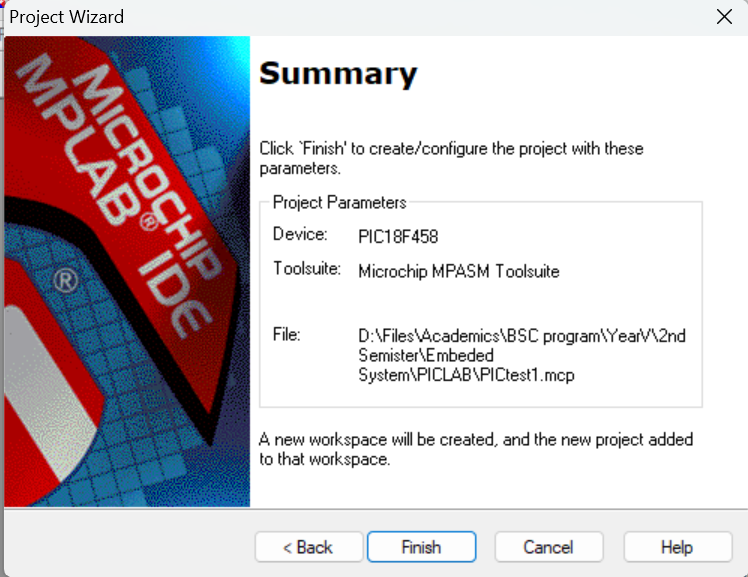 Project Wizard
MICROCHIP
MPLAB® IDE
®
Summary
Click `Finish' to create/configure the project with these
parameters.
Project Parameters
Device: PIC18F458
Toolsuite: Microchip MPASM Toolsuite
File: D:\Files\Academics\BSC program\YearV\2nd
Semister\Embeded
System\PICLAB\PICtest1.mcp
A new workspace will be created, and the new project added
to that workspace.
< Back Finish Cancel Help